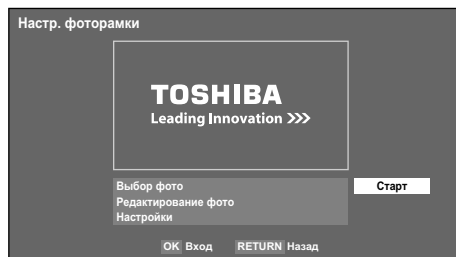 Настр. фоторамки
TOSHIBA
Leading Innovation >>>
Выбор фото
Старт
Редактирование фото
Настройки
OK Вход RETURN Назад